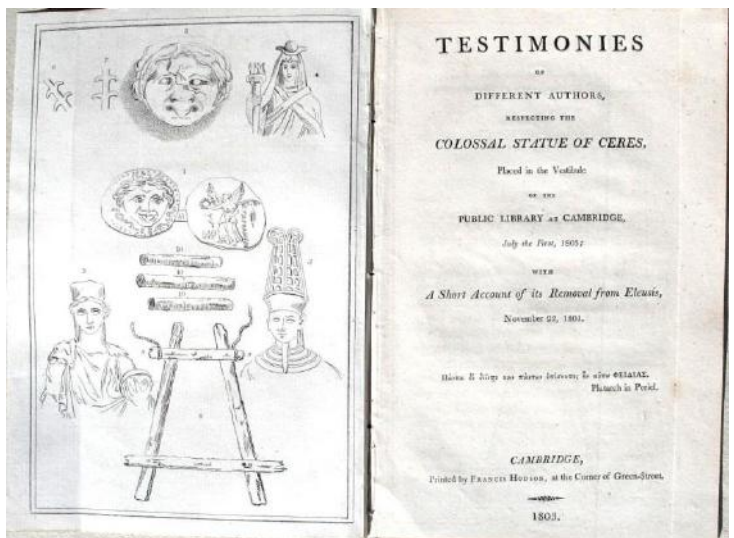 TESTIMONIES
OF
DIFFERENT AUTHORS,
RESPECTING THE
COLOSSAL STATUE OF CERES,
Placed in the Vestibule
OF THE
PUBLIC LIBRARY AT CAMBRIDGE,
July the First, 1803;
WITH
A Short Account of its Removal from Eleusis,
November 22, 1801.
ΦΕΙΔΙΑΣ.
Plutarch in Pericl.
CAMBRIDGE,
Printed by FRANCIS HODSON, at the Corner of Green-Street.
1803.